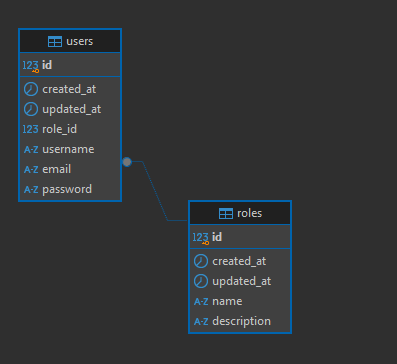 users
123 id
created_at
updated_at
123 role_id
A-Z username
A-Z email
A-Z password
roles
123 id
created_at
updated_at
A-Z name
A-Z description